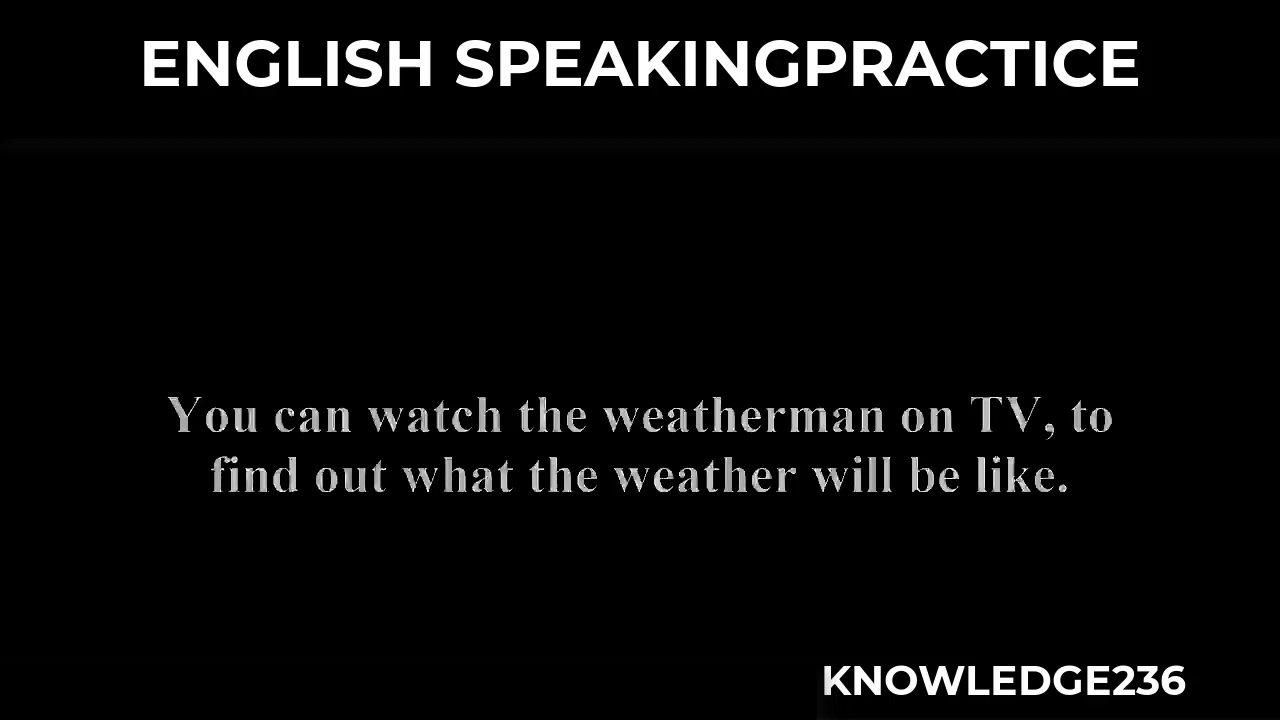 ENGLISH SPEAKINGPRACTICE
You can watch the weatherman on TV, to
find out what the weather will be like.
KNOWLEDGE236